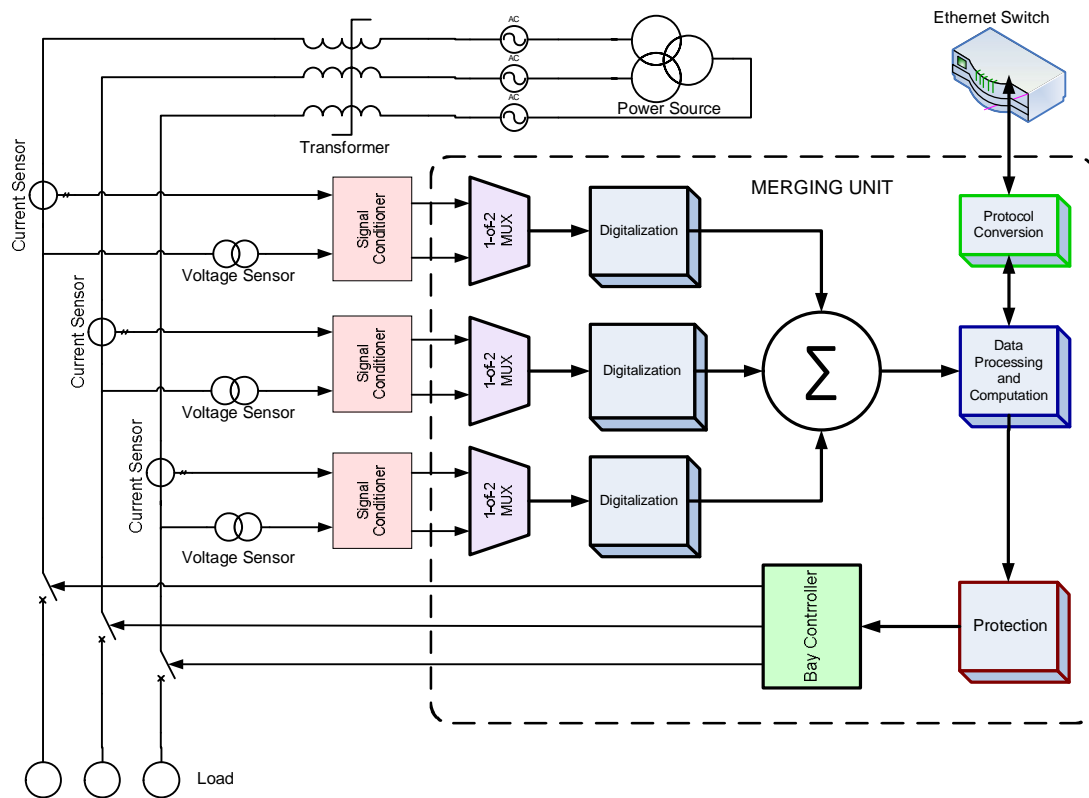 Ethernet Switch
AC
AC
AC
Power Source
Transformer
MERGING UNIT
Current Sensor
Signal
Conditioner
1-of-2
MUX
Digitalization
Protocol
Conversion
Voltage Sensor
Current Sensor
Signal
Conditioner
1-of-2
MUX
Digitalization
Σ
Data
Processing
and
Computation
Voltage Sensor
Current Sensor
Signal
Conditioner
1-of-2
MUX
Digitalization
Voltage Sensor
Bay Contrroller
Protection
Load